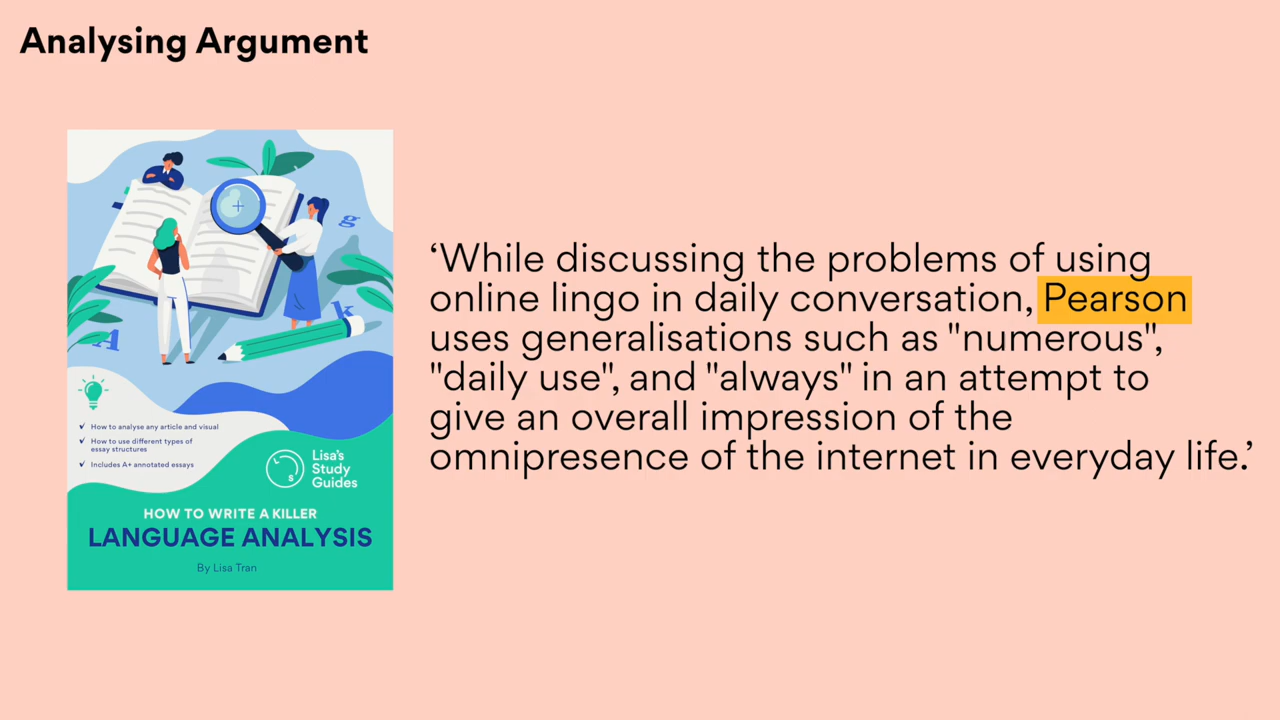 Analysing Argument
‘While discussing the problems of using
online lingo in daily conversation, Pearson
uses generalisations such as "numerous",
"daily use", and "always" in an attempt to
give an overall impression of the
omnipresence of the internet in everyday life.’
g
k
A
✓ How to analyse any article and visual
✓ How to use different types of
essay structures
✓ Includes A+ annotated essays
Lisa's
Study
Guides
HOW TO WRITE A KILLER
LANGUAGE ANALYSIS
By Lisa Tran